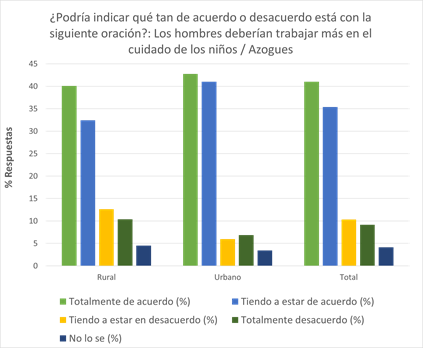 ¿Podría indicar qué tan de acuerdo o desacuerdo está con la
siguiente oración?: Los hombres deberían trabajar más en el
cuidado de los niños / Azogues
% Respuestas
45
40
35
30
25
20
15
10
5
0
Rural
Urbano
Total
Totalmente de acuerdo (%)
Tiendo a estar de acuerdo (%)
Tiendo a estar en desacuerdo (%)
Totalmente desacuerdo (%)
No lo se (%)